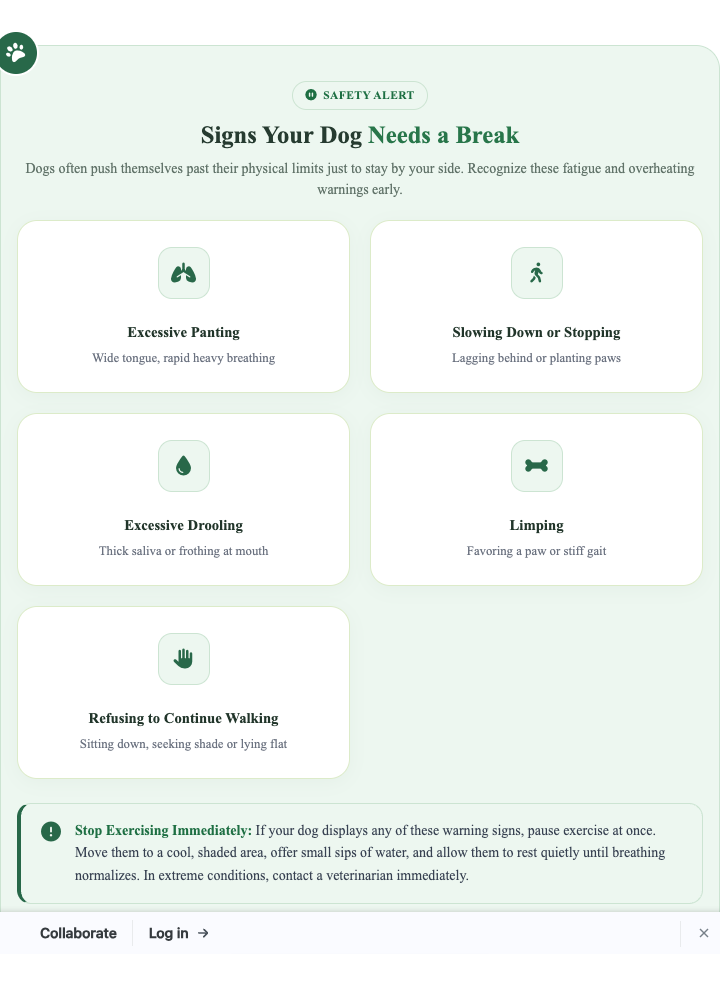 SAFETY ALERT
Signs Your Dog Needs a Break
Dogs often push themselves past their physical limits just to stay by your side. Recognize these fatigue and overheating
warnings early.
Excessive Panting
Wide tongue, rapid heavy breathing
Slowing Down or Stopping
Lagging behind or planting paws
Excessive Drooling
Thick saliva or frothing at mouth
Limping
Favoring a paw or stiff gait
Refusing to Continue Walking
Sitting down, seeking shade or lying flat
Stop Exercising Immediately: If your dog displays any of these warning signs, pause exercise at once.
Move them to a cool, shaded area, offer small sips of water, and allow them to rest quietly until breathing
normalizes. In extreme conditions, contact a veterinarian immediately.
Collaborate
Log in